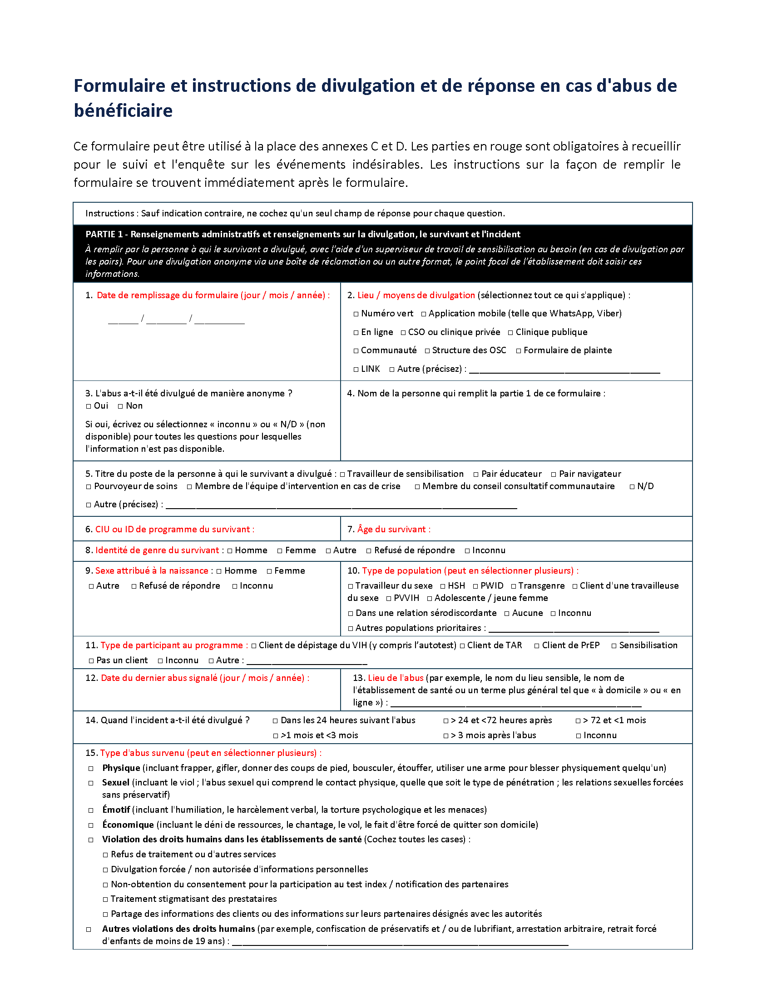 Formulaire et instructions de divulgation et de réponse en cas d'abus de
bénéficiaire
Ce formulaire peut être utilisé à la place des annexes C et D. Les parties en rouge sont obligatoires à recueillir
pour le suivi et l'enquête sur les événements indésirables. Les instructions sur la façon de remplir le
formulaire se trouvent immédiatement après le formulaire.
Instructions : Sauf indication contraire, ne cochez qu'un seul champ de réponse pour chaque question.
PARTIE 1 - Renseignements administratifs et renseignements sur la divulgation, le survivant et l'incident
À remplir par la personne à qui le survivant a divulgué, avec l'aide d'un superviseur de travail de sensibilisation au besoin (en cas de divulgation par
les pairs). Pour une divulgation anonyme via une boîte de réclamation ou un autre format, le point focal de l'établissement doit saisir ces
informations.
1. Date de remplissage du formulaire (jour / mois / année) :
______ / ________ / __________
2. Lieu / moyens de divulgation (sélectionnez tout ce qui s'applique) :
□ Numéro vert □ Application mobile (telle que WhatsApp, Viber)
□ En ligne □ CSO ou clinique privée □ Clinique publique
□ Communauté □ Structure des OSC □ Formulaire de plainte
□ LINK □ Autre (précisez) : ______________________________________
3. L'abus a-t-il été divulgué de manière anonyme ?
□ Oui □ Non
Si oui, écrivez ou sélectionnez « inconnu » ou « N/D » (non
disponible) pour toutes les questions pour lesquelles
l'information n'est pas disponible.
4. Nom de la personne qui remplit la partie 1 de ce formulaire :
5. Titre du poste de la personne à qui le survivant a divulgué : □ Travailleur de sensibilisation □ Pair éducateur □ Pair navigateur
□ Pourvoyeur de soins □ Membre de l'équipe d'intervention en cas de crise □ Membre du conseil consultatif communautaire □ N/D
□ Autre (précisez) : ______________________________________________________________________
6. CIU ou ID de programme du survivant :
7. Âge du survivant :
8. Identité de genre du survivant : □ Homme □ Femme □ Autre □ Refusé de répondre □ Inconnu
9. Sexe attribué à la naissance : □ Homme □ Femme
□ Autre □ Refusé de répondre □ Inconnu
10. Type de population (peut en sélectionner plusieurs) :
□ Travailleur du sexe □ HSH □ PWID □ Transgenre □ Client d'une travailleuse
du sexe □ PVVIH □ Adolescente / jeune femme
□ Dans une relation sérodiscordante □ Aucune □ Inconnu
□ Autres populations prioritaires : __________________________________
11. Type de participant au programme : □ Client de dépistage du VIH (y compris l'autotest) □ Client de TAR □ Client de PrEP □ Sensibilisation
□ Pas un client □ Inconnu □ Autre : ________________________
12. Date du dernier abus signalé (jour / mois / année) :
13. Lieu de l'abus (par exemple, le nom du lieu sensible, le nom de
l'établissement de santé ou un terme plus général tel que « à domicile » ou « en
ligne ») : __________________________________________________
14. Quand l'incident a-t-il été divulgué ? □ Dans les 24 heures suivant l'abus □ > 24 et <72 heures après □ > 72 et <1 mois
□ >1 mois et <3 mois □ > 3 mois après l'abus □ Inconnu
15. Type d'abus survenu (peut en sélectionner plusieurs) :
□ Physique (incluant frapper, gifler, donner des coups de pied, bousculer, étouffer, utiliser une arme pour blesser physiquement quelqu'un)
□ Sexuel (incluant le viol ; l'abus sexuel qui comprend le contact physique, quelle que soit le type de pénétration ; les relations sexuelles forcées
sans préservatif)
□ Émotif (incluant l'humiliation, le harcèlement verbal, la torture psychologique et les menaces)
□ Économique (incluant le déni de ressources, le chantage, le vol, le fait d'être forcé de quitter son domicile)
□ Violation des droits humains dans les établissements de santé (Cochez toutes les cases) :
□ Refus de traitement ou d'autres services
□ Divulgation forcée / non autorisée d'informations personnelles
□ Non-obtention du consentement pour la participation au test index / notification des partenaires
□ Traitement stigmatisant des prestataires
□ Partage des informations des clients ou des informations sur leurs partenaires désignés avec les autorités
□ Autres violations des droits humains (par exemple, confiscation de préservatifs et / ou de lubrifiant, arrestation arbitraire, retrait forcé
d'enfants de moins de 19 ans) : ___________________________________________________________________